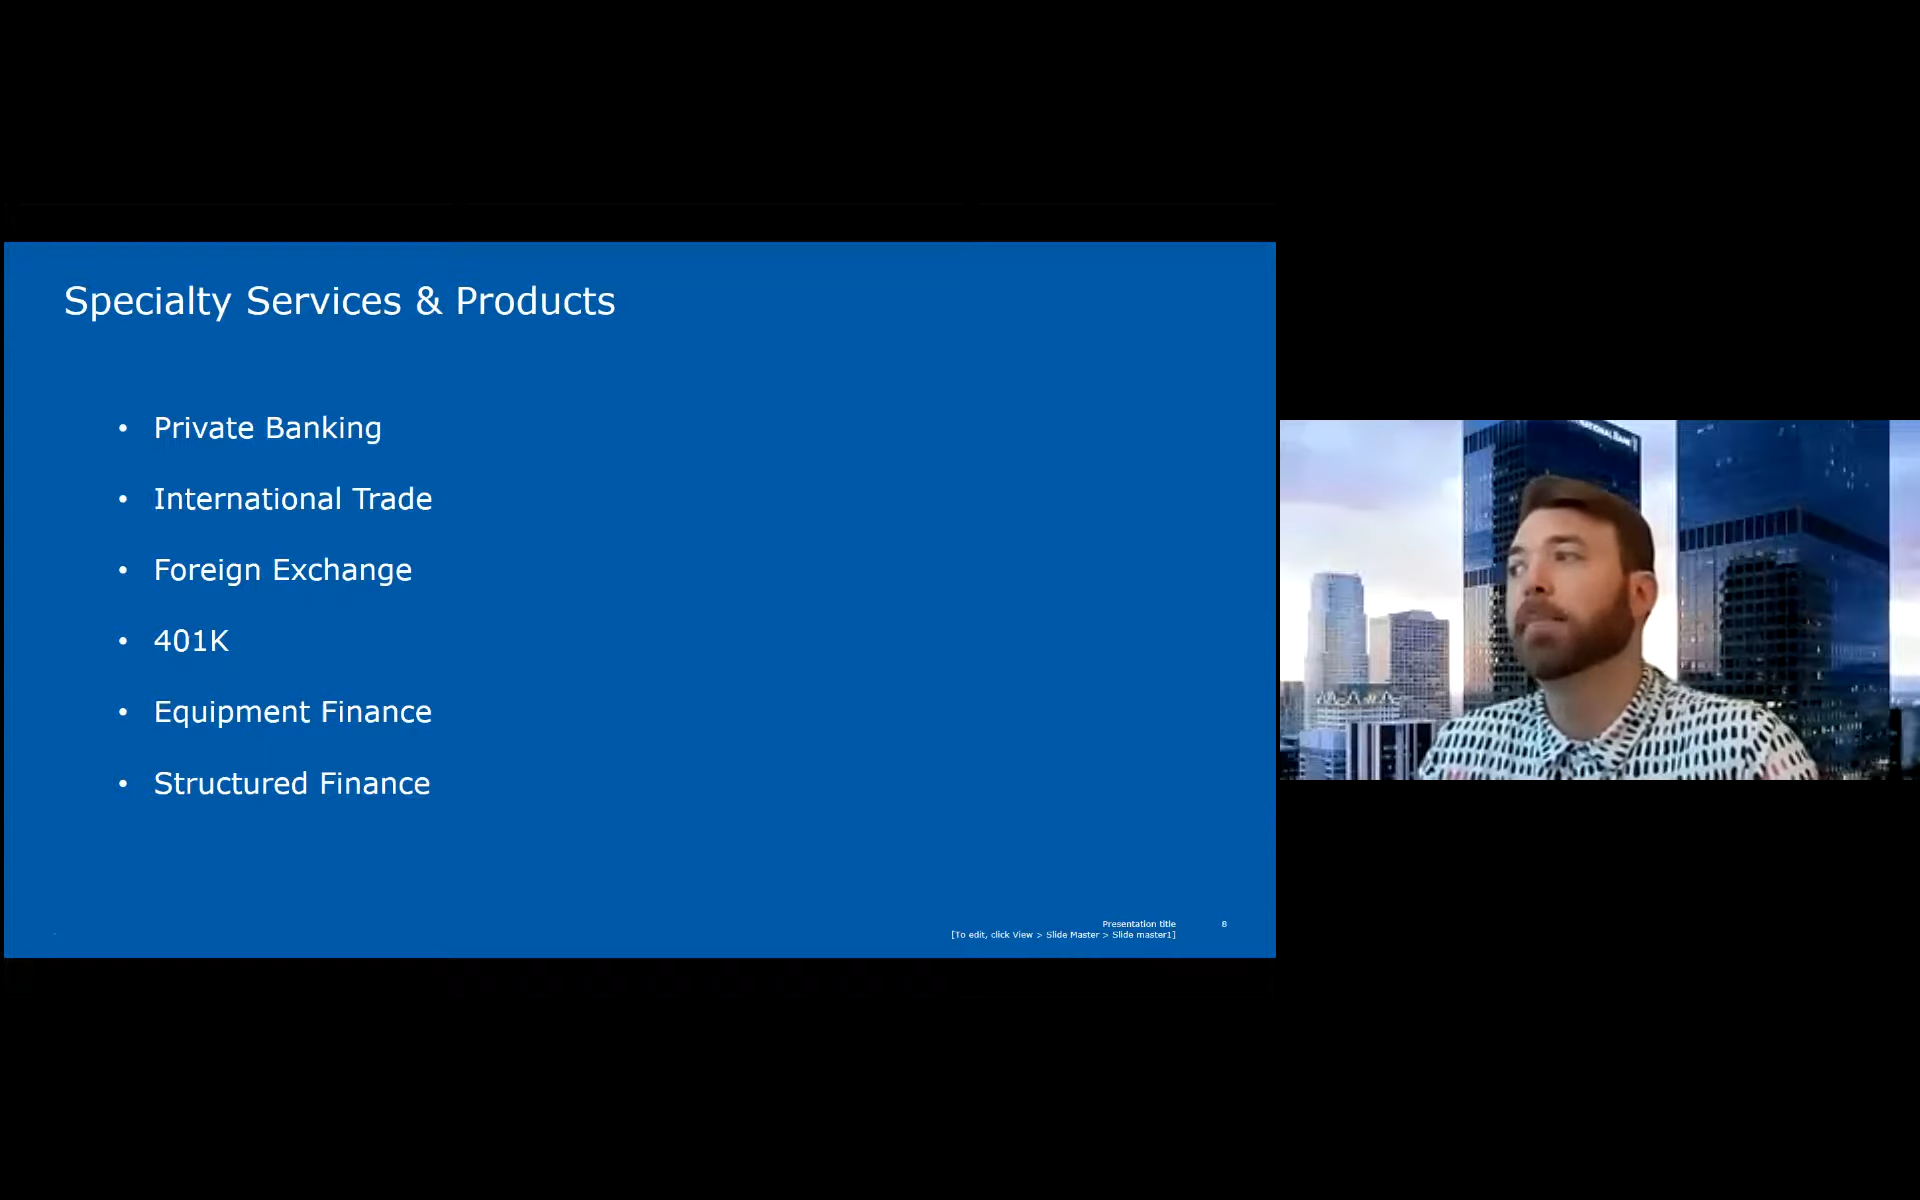 Specialty Services & Products
• Private Banking
• International Trade
• Foreign Exchange
• 401K
• Equipment Finance
• Structured Finance
Presentation title 8
[To edit, click View > Slide Master > Slide master1]
BANK